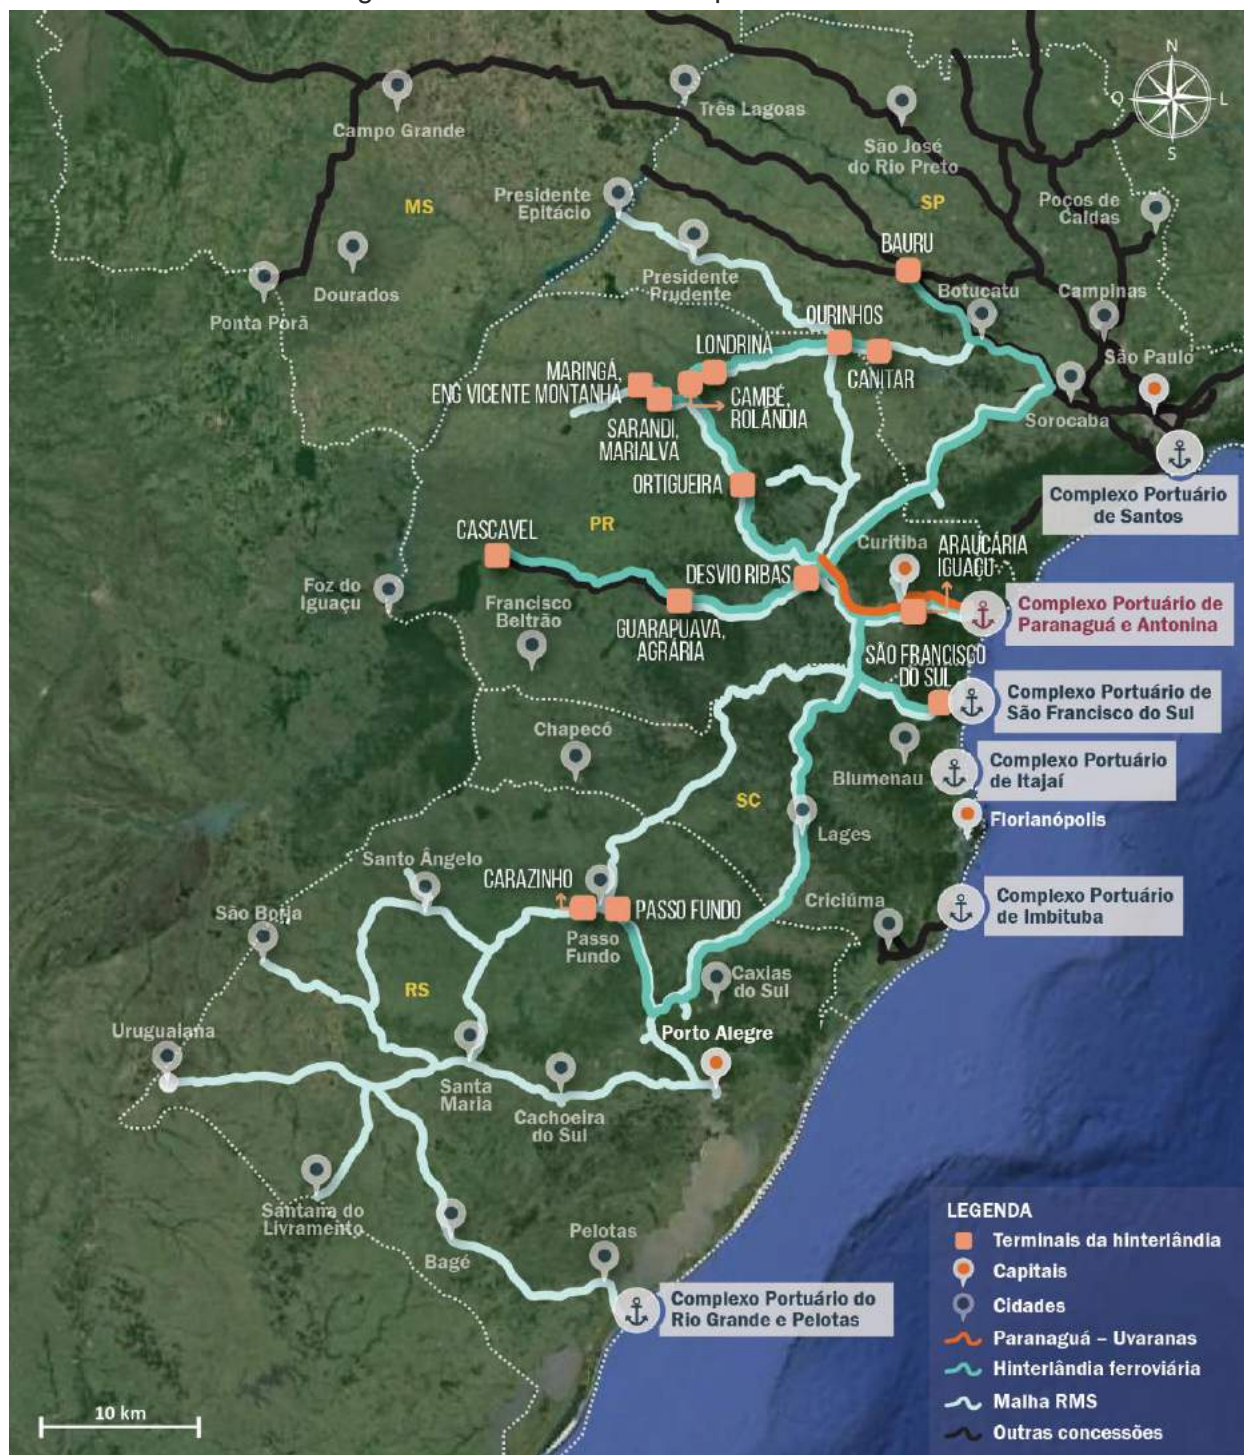 N
O
L
S
Campo Grande
Três Lagoas
São José
do Rio Preto
Presidente
Epitácio
MS
SP
Poços de
Caldas
BAURU
Dourados
Presidente
Prudente
Botucatu
Campinas
Ponta Porã
OURINHOS
LONDRINA
São Paulo
MARINGÁ,
ENG VICENTE MONTANHA
CANITAR
CAMBÉ,
ROLÂNDIA
SARANDI,
MARIALVA
Sorocaba
ORTIGUEIRA
Complexo Portuário
de Santos
PR
CASCAVEL
Curitiba
ARAUCÁRIA
IGUAÇU
DESVIO RIBAS
Foz do
Iguaçu
Francisco
Beltrão
Complexo Portuário de
Paranaguá e Antonina
GUARAPUAVA,
AGRÁRIA
SÃO FRANCISCO
DO SUL
Complexo Portuário de
São Francisco do Sul
Chapecó
Blumenau
Complexo Portuário
de Itajaí
SC
Lages
Florianópolis
Santo Ângelo
CARAZINHO
Criciúma
Complexo Portuário
de Imbituba
São Borja
PASSO FUNDO
Passo
Fundo
Caxias
do Sul
RS
Uruguaiana
Porto Alegre
Santa
Maria
Cachoeira
do Sul
Santana do
Livramento
Bagé
Pelotas
Complexo Portuário do
Rio Grande e Pelotas
LEGENDA
Terminais da hinterlândia
Capitais
Cidades
Paranaguá – Uvaranas
Hinterlândia ferroviária
Malha RMS
Outras concessões
10 km